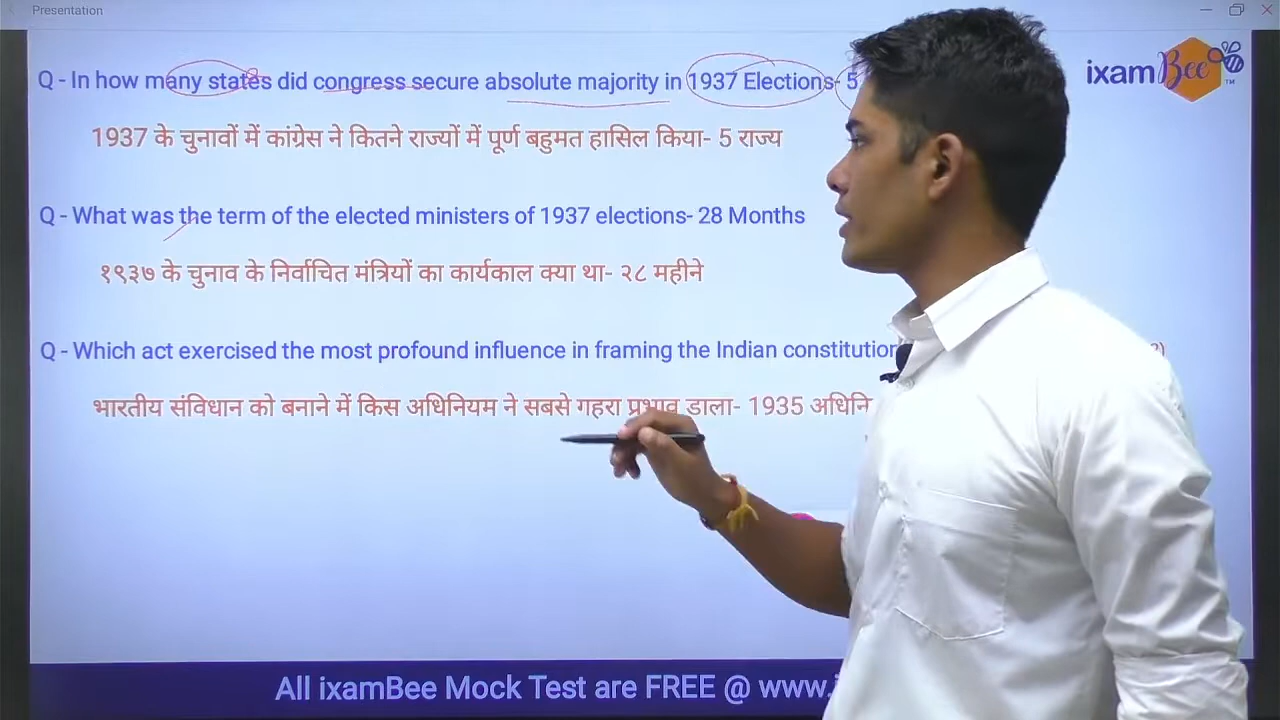 Presentation
Q - In how many states did congress secure absolute majority in 1937 Elections- 5
ixamBee™
1937 के चुनावों में कांग्रेस ने कितने राज्यों में पूर्ण बहुमत हासिल किया- 5 राज्य
Q - What was the term of the elected ministers of 1937 elections- 28 Months
१९३७ के चुनाव के निर्वाचित मंत्रियों का कार्यकाल क्या था- २८ महीने
Q - Which act exercised the most profound influence in framing the Indian constitution
भारतीय संविधान को बनाने में किस अधिनियम ने सबसे गहरा प्रभाव डाला- 1935
All ixamBee Mock Test are FREE @ www.